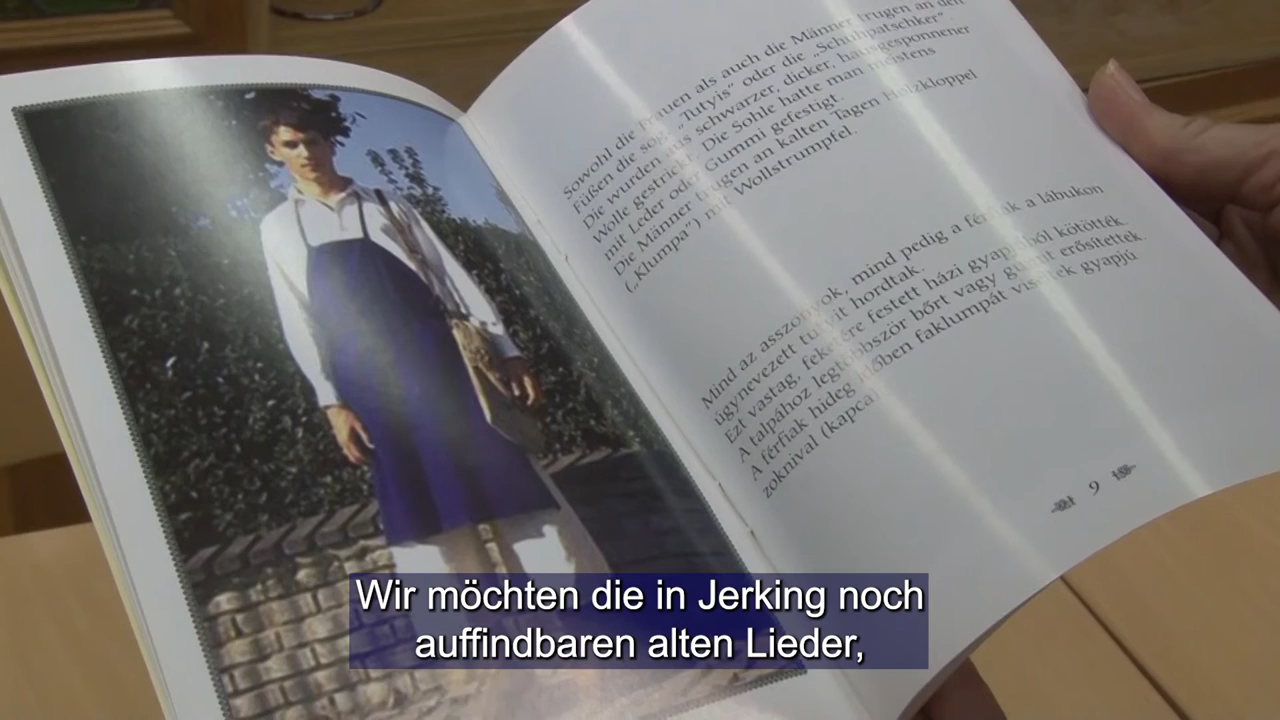 Sowohl die Frauen als auch die Männer trugen an den
Füßen die sog. „Tutyis“ oder die „Schuhpatschker“.
Die wurden aus schwarzer, dicker, hausgesponnener
Wolle gestrickt. Die Sohle hatte man meistens
mit Leder oder Gummi gefestigt.
Die Männer trugen an kalten Tagen Holzkloppel
(„Klumpa“) mit Wollstrumpfel.
Mind az asszonyok, mind pedig a férfiak a lábukon
úgynevezett tutyit hordtak.
Ezt vastag, feketére festett házi gyapjúból kötötték.
A talpához legtöbbször bőrt vagy gumit erősítettek.
A férfiak hideg időben faklumpát viseltek gyapjú
zoknival (kapca)
9
Wir möchten die in Jerking noch
auffindbaren alten Lieder,